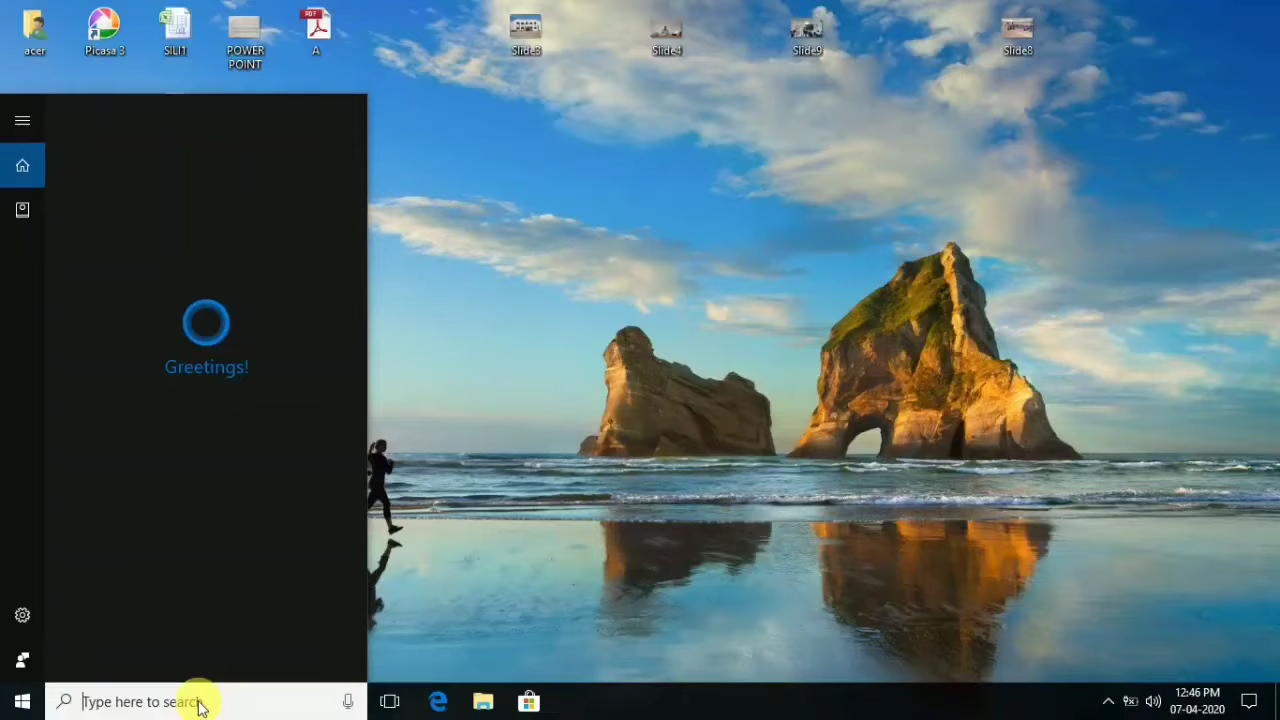 acer
Picasa 3
SILI1
POWER POINT
PDF
A
Slide3
Slide4
Slide9
Slide8
Greetings!
Type here to search
12:46 PM
07-04-2020